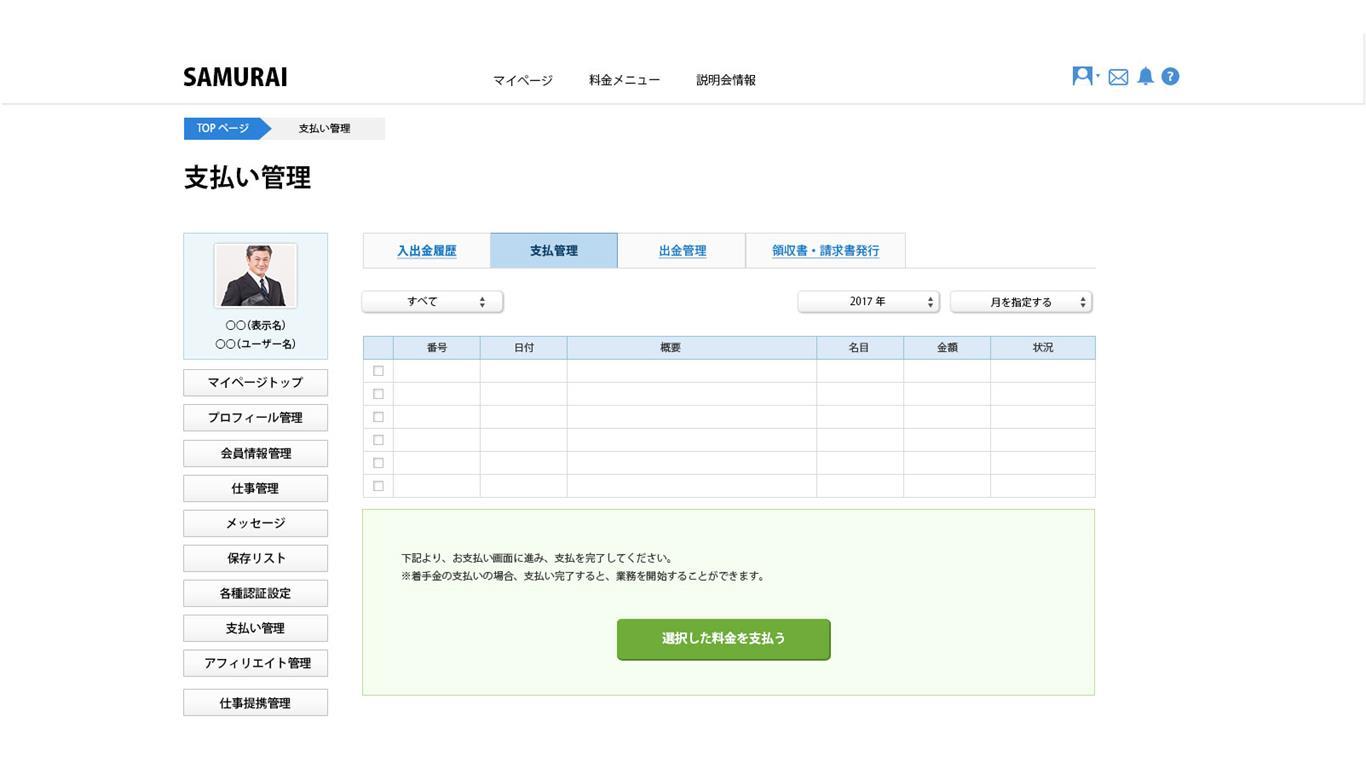 SAMURAI
マイページ 料金メニュー 説明会情報
?
TOP ページ 支払い管理
支払い管理
入出金履歴 支払管理 出金管理 領収書・請求書発行
すべて 2017 年 月を指定する
番号 日付 概要 名目 金額 状況
○○(表示名)
○○(ユーザー名)
マイページトップ
プロフィール管理
会員情報管理
仕事管理
メッセージ
保存リスト
各種認証設定
支払い管理
アフィリエイト管理
仕事提携管理
下記より、お支払い画面に進み、支払を完了してください。
※着手金の支払いの場合、支払い完了すると、業務を開始することができます。
選択した料金を支払う